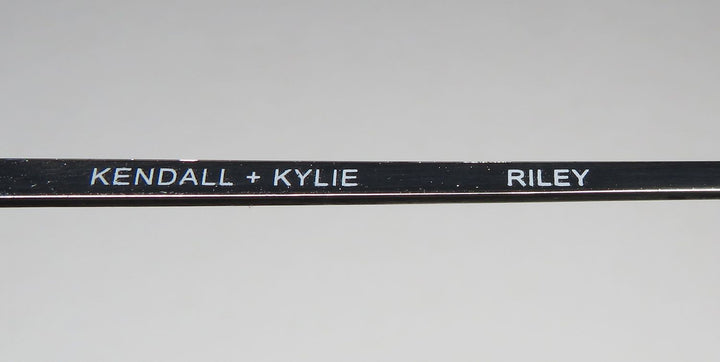 KENDALL + KYLIE RILEY